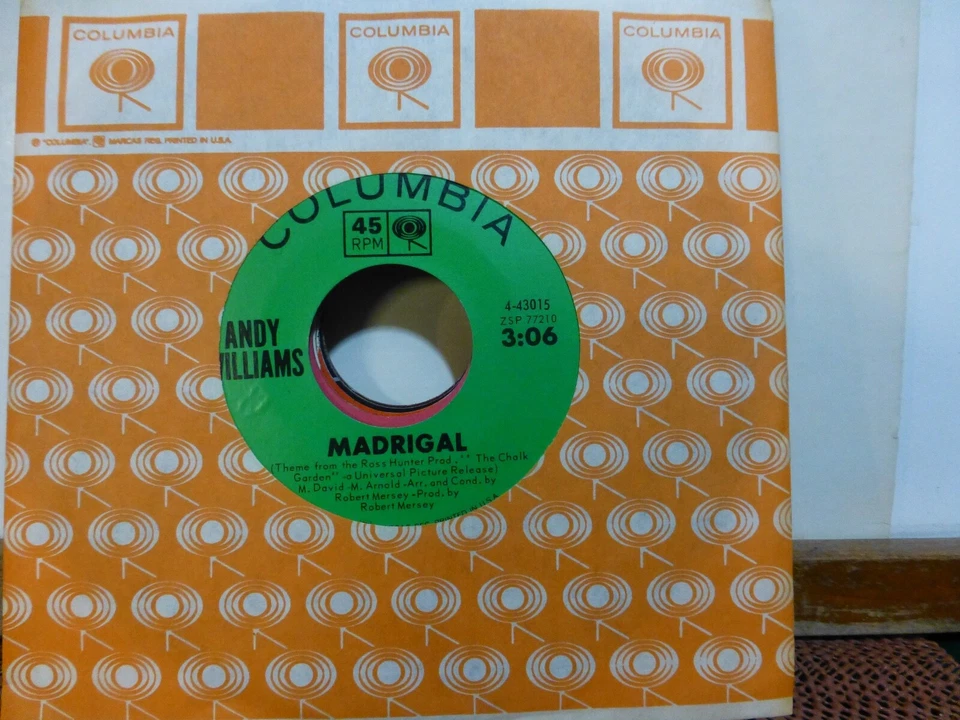 COLUMBIA COLUMBIA COLUMBIA
® "COLUMBIA", MARCAS REG. PRINTED IN U.S.A.
COLUMBIA
45
RPM
4-43015
ZSP 77210
3:06
ANDY
WILLIAMS
MADRIGAL
(Theme from the Ross Hunter Prod. "The Chalk
Garden" -a Universal Picture Release)
M. David -M. Arnold -Arr. and Cond. by
Robert Mersey -Prod. by
Robert Mersey
PRINTED IN U.S.A.